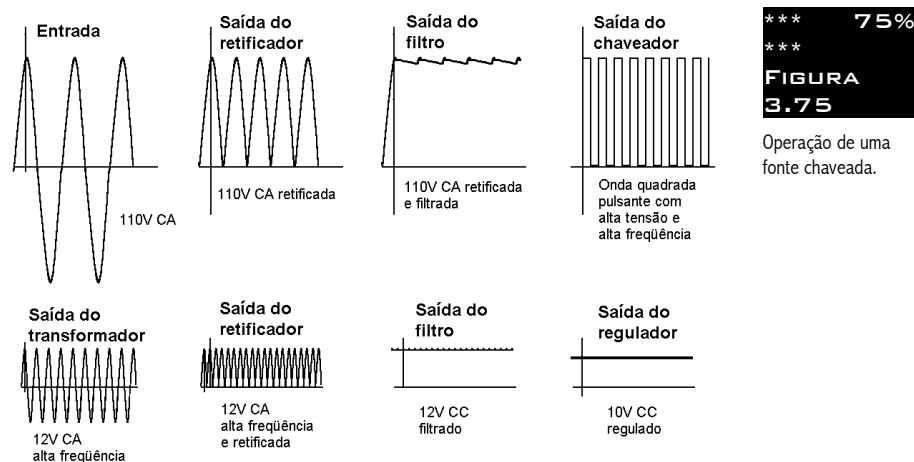 Entrada
110V CA
Saída do
retificador
110V CA retificada
Saída do
filtro
110V CA retificada
e filtrada
Saída do
chaveador
Onda quadrada
pulsante com
alta tensão e
alta freqüência
*** 75%
***
FIGURA
3.75
Operação de uma
fonte chaveada.
Saída do
transformador
12V CA
alta freqüência
Saída do
retificador
12V CA
alta freqüência
e retificada
Saída do
filtro
12V CC
filtrado
Saída do
regulador
10V CC
regulado